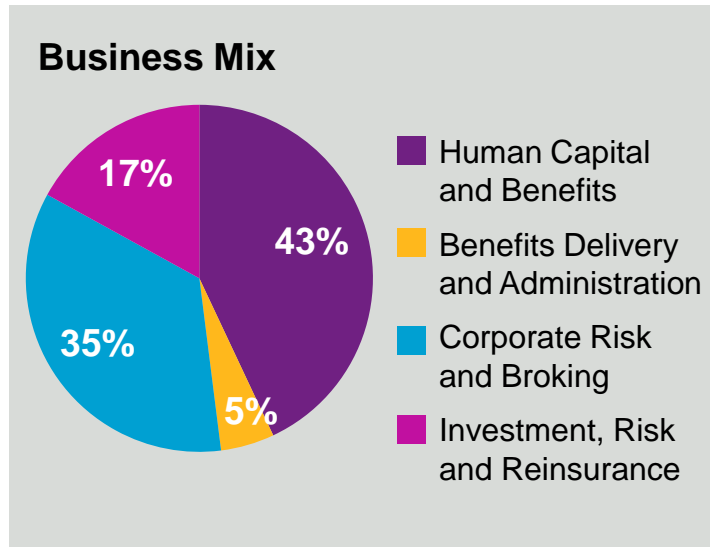 Business Mix
17%
43%
35%
5%
Human Capital
and Benefits
Benefits Delivery
and Administration
Corporate Risk
and Broking
Investment, Risk
and Reinsurance